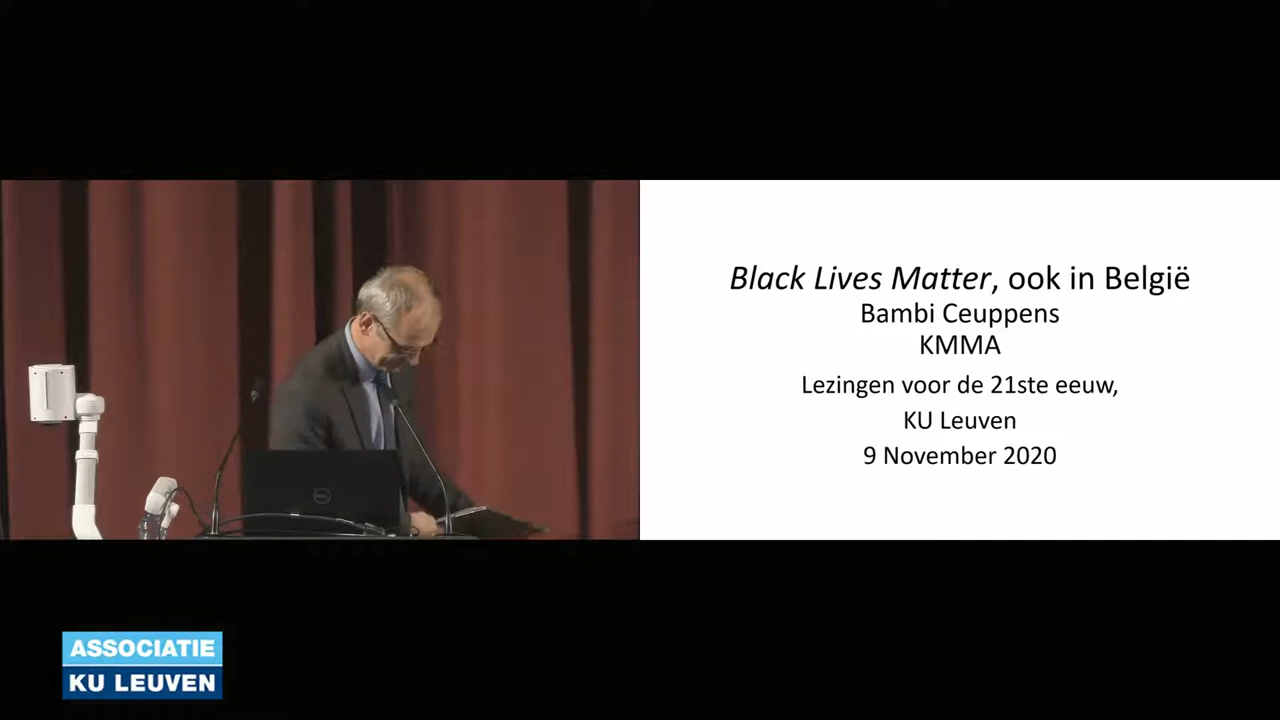 Black Lives Matter, ook in België
Bambi Ceuppens
KMMA
Lezingen voor de 21ste eeuw,
KU Leuven
9 November 2020
DELL
ASSOCIATIE
KU LEUVEN